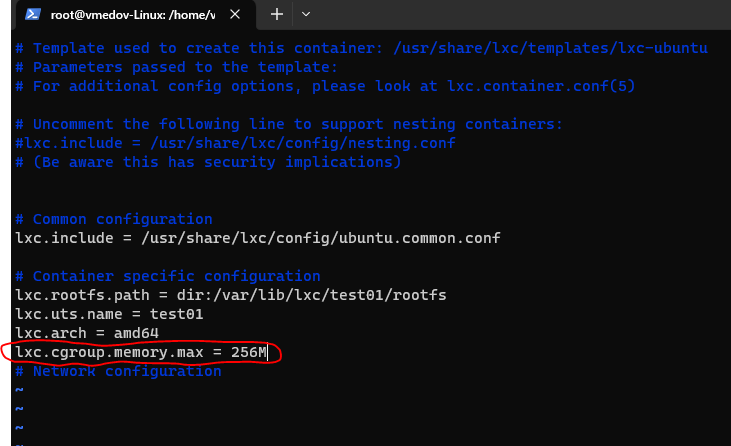 root@vmedov-Linux: /home/v
# Template used to create this container: /usr/share/lxc/templates/lxc-ubuntu
# Parameters passed to the template:
# For additional config options, please look at lxc.container.conf(5)
# Uncomment the following line to support nesting containers:
#lxc.include = /usr/share/lxc/config/nesting.conf
# (Be aware this has security implications)
# Common configuration
lxc.include = /usr/share/lxc/config/ubuntu.common.conf
# Container specific configuration
lxc.rootfs.path = dir:/var/lib/lxc/test01/rootfs
lxc.uts.name = test01
lxc.arch = amd64
lxc.cgroup.memory.max = 256M
# Network configuration
~
~
~